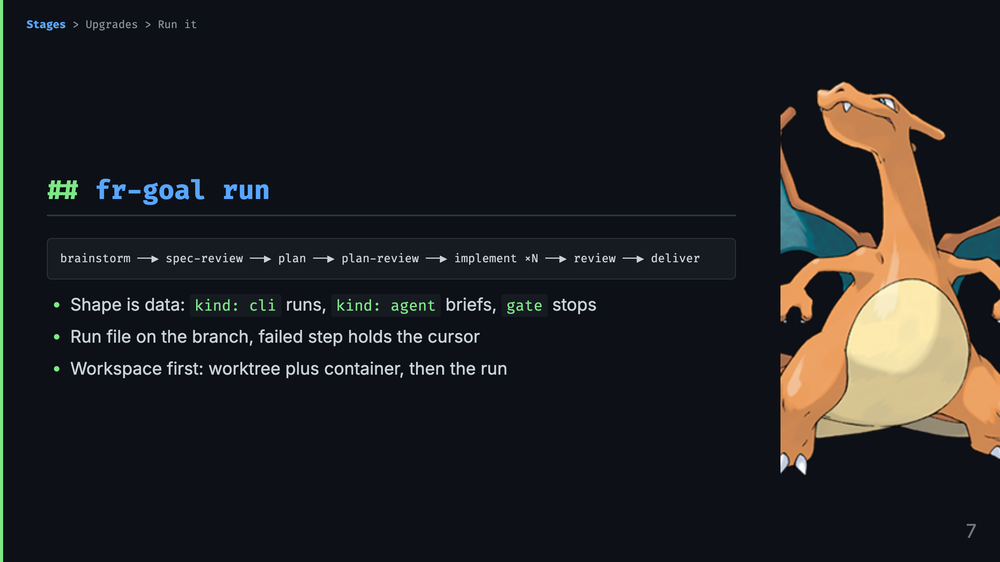 Stages > Upgrades > Run it
## fr-goal run
brainstorm ──▶ spec-review ──▶ plan ──▶ plan-review ──▶ implement ×N ──▶ review ──▶ deliver
• Shape is data: kind: cli runs, kind: agent briefs, gate stops
• Run file on the branch, failed step holds the cursor
• Workspace first: worktree plus container, then the run
7